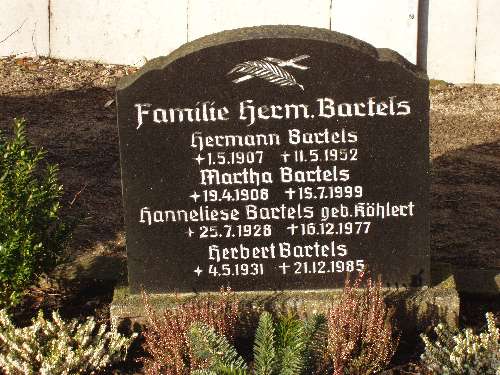 Familie Herm. Bartels
Hermann Bartels
+1.5.1907 †11.5.1952
Martha Bartels
+19.4.1908 †15.7.1999
Hanneliese Bartels geb. Köhlert
+25.7.1928 †16.12.1977
Herbert Bartels
+4.5.1931 †21.12.1985